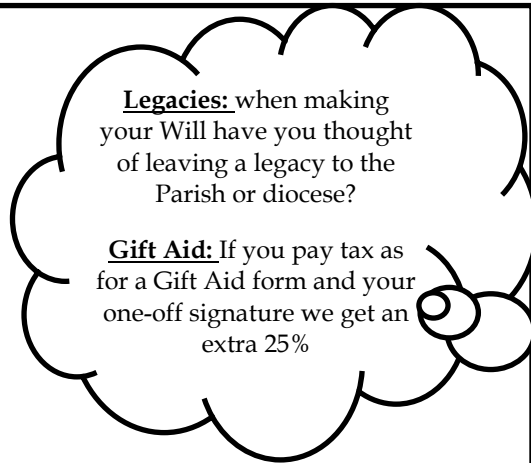 Legacies: when making
your Will have you thought
of leaving a legacy to the
Parish or diocese?
Gift Aid: If you pay tax as
for a Gift Aid form and your
one-off signature we get an
extra 25%